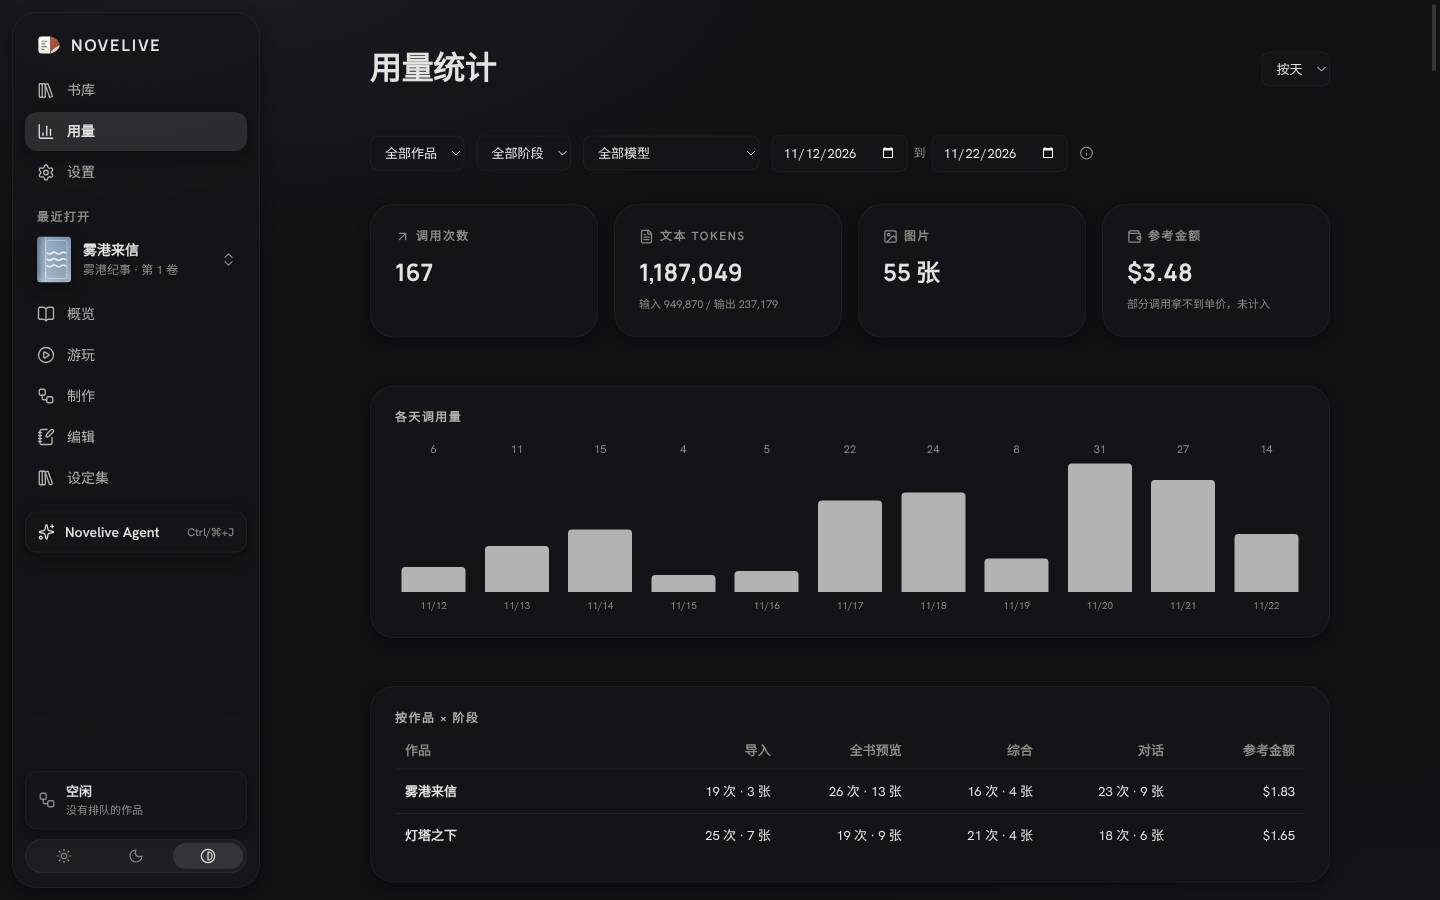 NOVELIVE
书库
用量
设置
最近打开
雾港来信
雾港纪事 · 第 1 卷
概览
游玩
制作
编辑
设定集
Novelive Agent Ctrl/⌘+J
空闲
没有排队的作品
用量统计
按天
全部作品 全部阶段 全部模型 11/12/2026 到 11/22/2026
调用次数
167
文本 TOKENS
1,187,049
输入 949,870 / 输出 237,179
图片
55 张
参考金额
$3.48
部分调用拿不到单价，未计入
各天调用量
6 11 15 4 5 22 24 8 31 27 14
11/12 11/13 11/14 11/15 11/16 11/17 11/18 11/19 11/20 11/21 11/22
按作品 × 阶段
作品 导入 全书预览 综合 对话 参考金额
雾港来信 19 次 · 3 张 26 次 · 13 张 16 次 · 4 张 23 次 · 9 张 $1.83
灯塔之下 25 次 · 7 张 19 次 · 9 张 21 次 · 4 张 18 次 · 6 张 $1.65